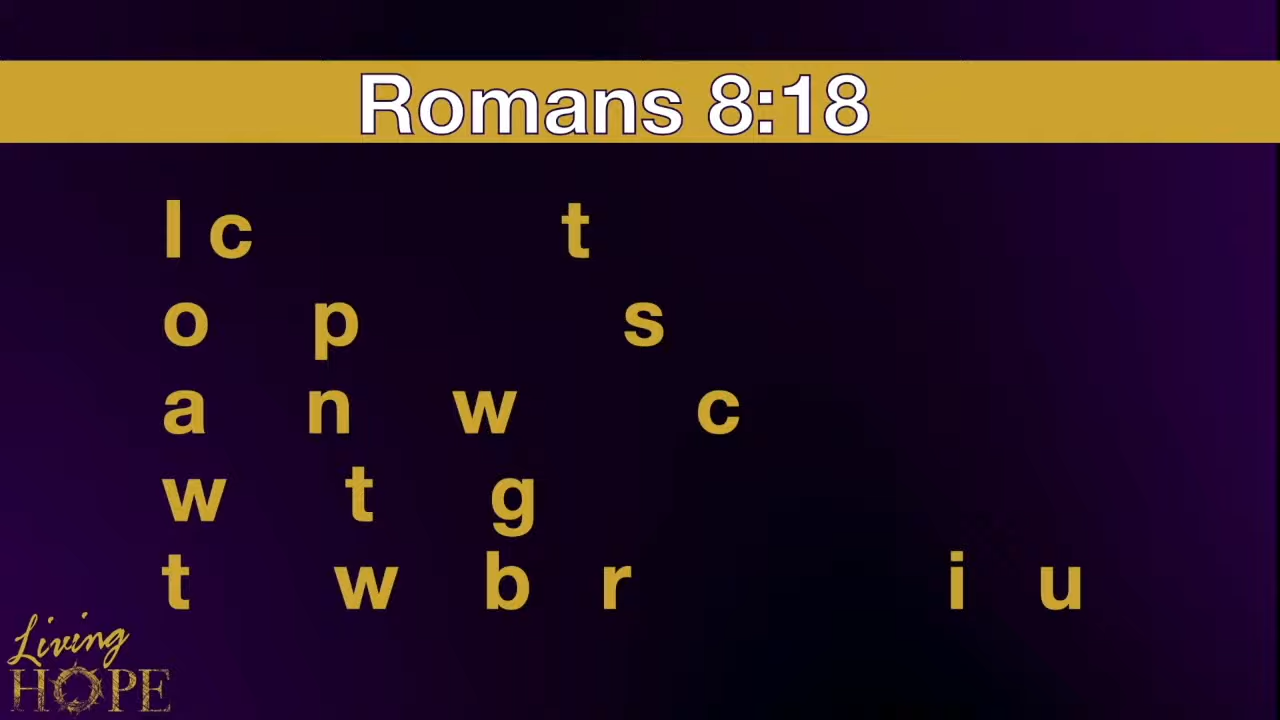 Romans 8:18
I c t
o p s
a n w c
w t g
t w b r i u
Living
HOPE